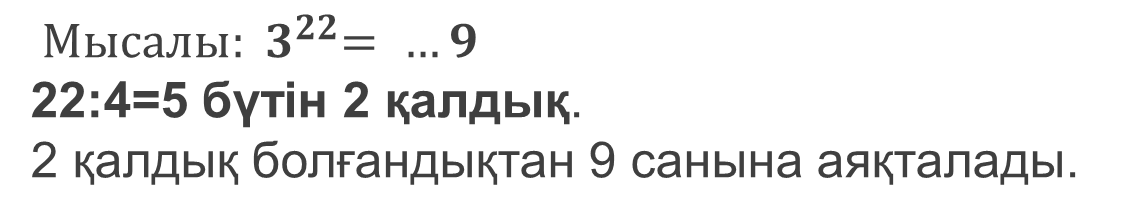 Мысалы: 3²²= ... 9
22:4=5 бүтін 2 қалдық.
2 қалдық болғандықтан 9 санына аяқталады.